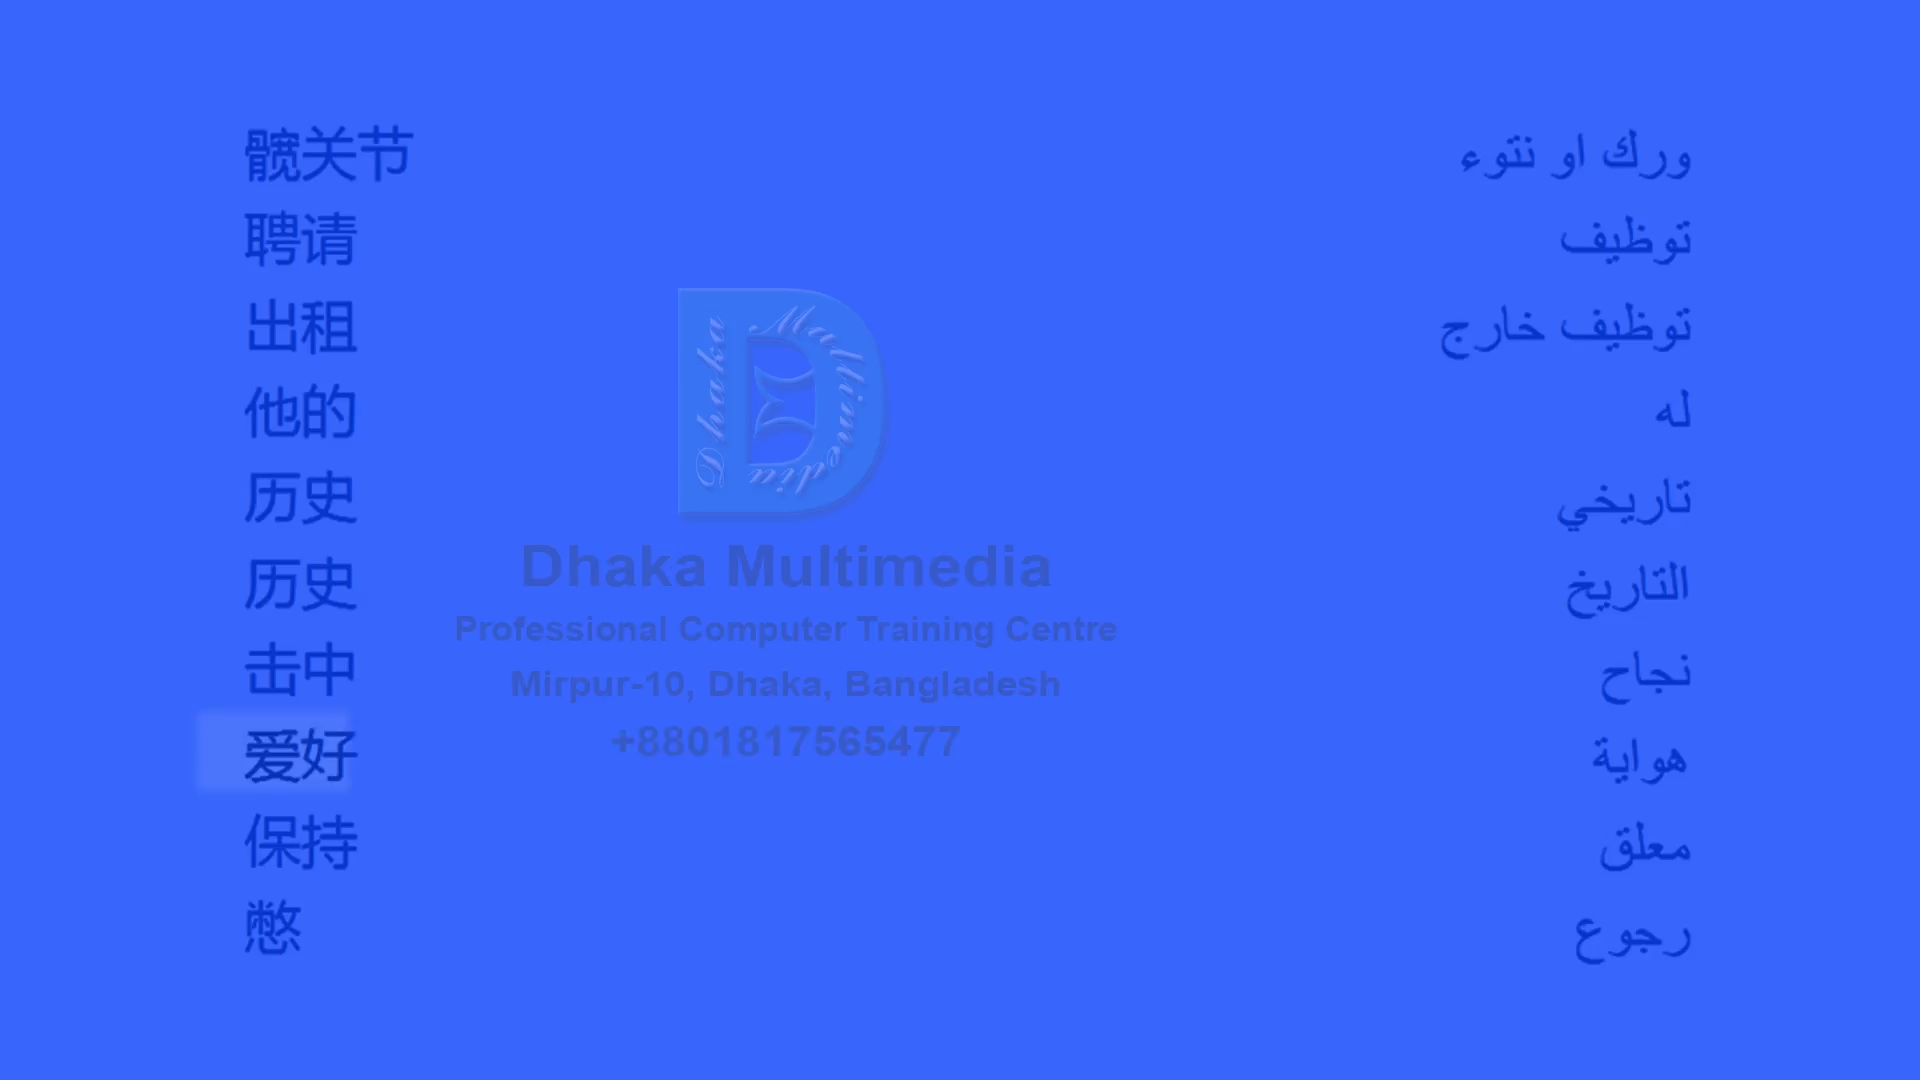 髋关节 ورك او نتوء
聘请 توظيف
出租 توظيف خارج
他的 له
历史 تاريخي
历史 التاريخ
击中 نجاح
爱好 هواية
保持 معلق
憋 رجوع
Dhaka Multimedia
Dhaka Multimedia
Professional Computer Training Centre
Mirpur-10, Dhaka, Bangladesh
+8801817565477